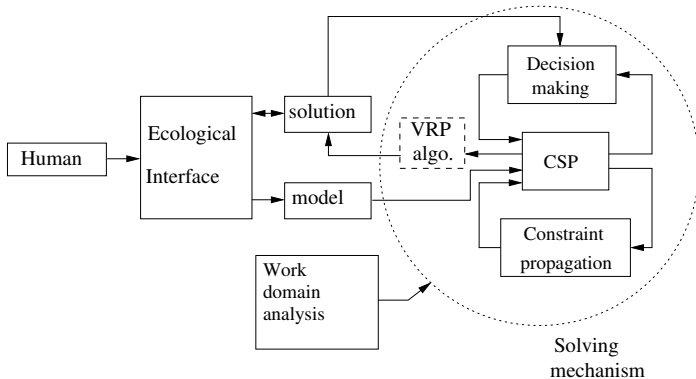 Human
Ecological
Interface
solution
model
Work
domain
analysis
VRP
algo.
Decision
making
CSP
Constraint
propagation
Solving
mechanism